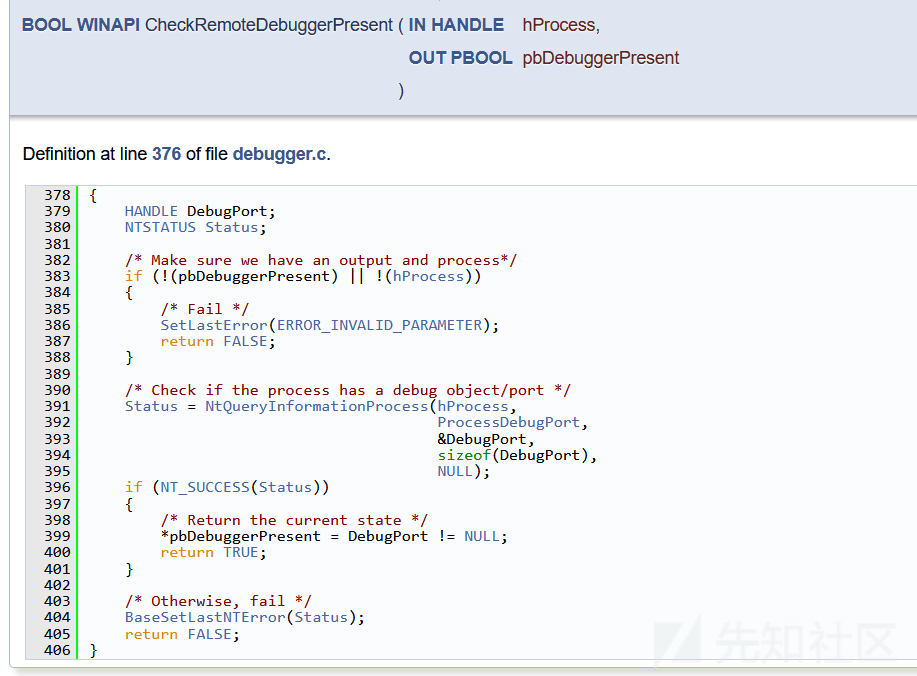 BOOL WINAPI CheckRemoteDebuggerPresent ( IN HANDLE hProcess,
OUT PBOOL pbDebuggerPresent
)
Definition at line 376 of file debugger.c.
378 {
379     HANDLE DebugPort;
380     NTSTATUS Status;
381
382     /* Make sure we have an output and process*/
383     if (!(pbDebuggerPresent) || !(hProcess))
384     {
385         /* Fail */
386         SetLastError(ERROR_INVALID_PARAMETER);
387         return FALSE;
388     }
389
390     /* Check if the process has a debug object/port */
391     Status = NtQueryInformationProcess(hProcess,
392                                        ProcessDebugPort,
393                                        &DebugPort,
394                                        sizeof(DebugPort),
395                                        NULL);
396     if (NT_SUCCESS(Status))
397     {
398         /* Return the current state */
399         *pbDebuggerPresent = DebugPort != NULL;
400         return TRUE;
401     }
402
403     /* Otherwise, fail */
404     BaseSetLastNTError(Status);
405     return FALSE;
406 }
先知社区